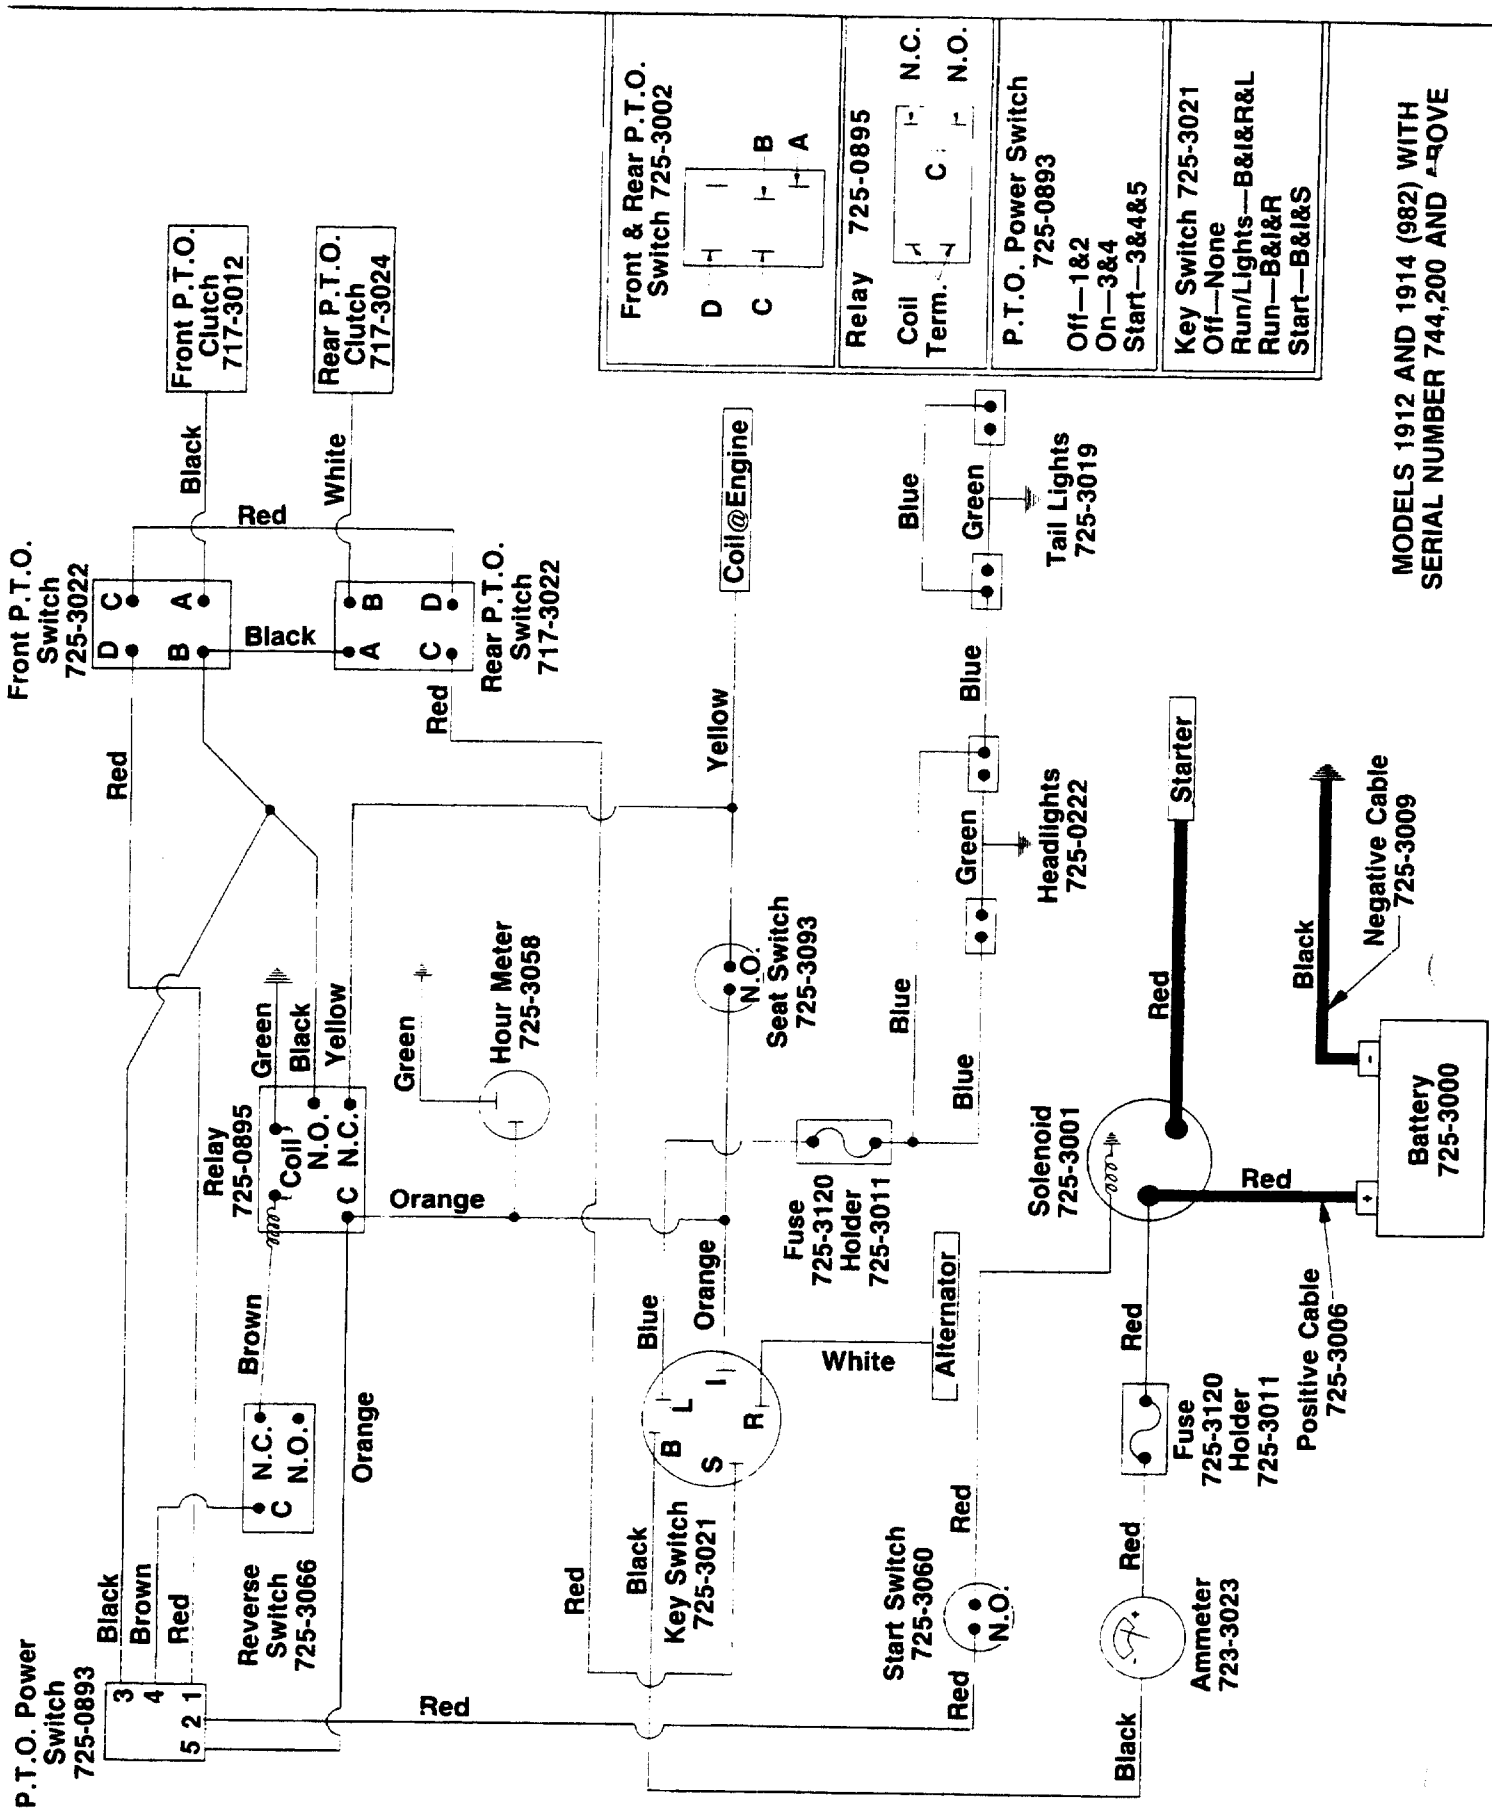 P.T.O. Power
Switch
725-0893
3
4
1
2
5
Black
Brown
Red
Reverse
Switch
725-3066
C
N.C.
N.O.
Brown
Orange
Relay
725-0895
Coil
N.O.
N.C.
C
Green
Black
Yellow
Orange
Red
Front P.T.O.
Switch
725-3022
D
C
B
A
Black
Red
Black
Front P.T.O.
Clutch
717-3012
White
Rear P.T.O.
Clutch
717-3024
A
B
C
D
Rear P.T.O.
Switch
717-3022
Red
Green
Hour Meter
725-3058
Yellow
Coil@Engine
N.O.
Seat Switch
725-3093
Red
Red
Black
Key Switch
725-3021
B
L
S
I
R
Blue
Orange
White
Alternator
Fuse
725-3120
Holder
725-3011
Blue
Blue
Green
Headlights
725-0222
Blue
Blue
Green
Tail Lights
725-3019
Start Switch
725-3060
N.O.
Red
Red
Solenoid
725-3001
Red
Starter
Black
Ammeter
723-3023
-
+
Red
Fuse
725-3120
Holder
725-3011
Red
Red
Positive Cable
725-3006
Battery
725-3000
+
-
Black
Negative Cable
725-3009
Front & Rear P.T.O.
Switch 725-3002
D
C
B
A
Relay 725-0895
Coil
Term.
C
N.C.
N.O.
P.T.O. Power Switch
725-0893
Off—1&2
On—3&4
Start—3&4&5
Key Switch 725-3021
Off—None
Run/Lights—B&I&R&L
Run—B&I&R
Start—B&I&S
MODELS 1912 AND 1914 (982) WITH
SERIAL NUMBER 744,200 AND ABOVE